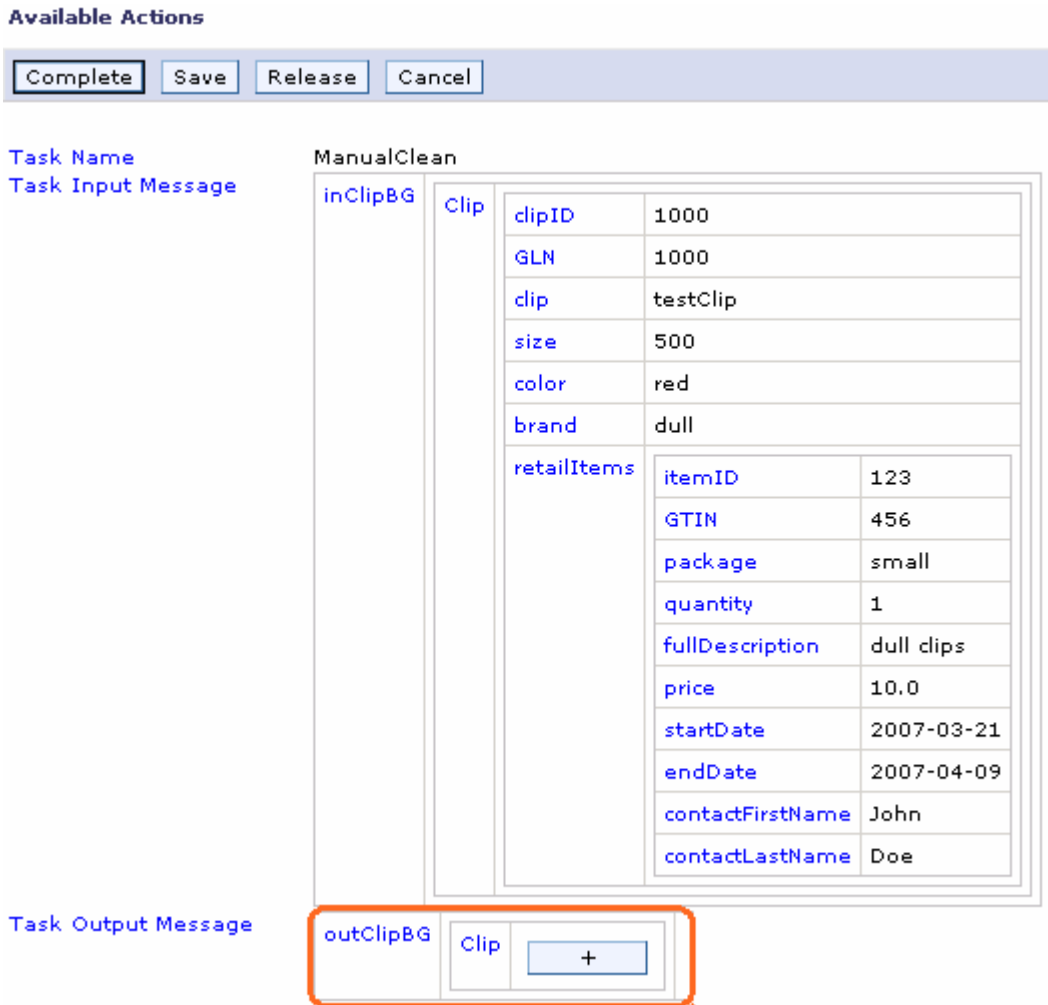 Available Actions
Complete Save Release Cancel
Task Name ManualClean
Task Input Message inClipBG Clip clipID 1000
GLN 1000
clip testClip
size 500
color red
brand dull
retailItems itemID 123
GTIN 456
package small
quantity 1
fullDescription dull clips
price 10.0
startDate 2007-03-21
endDate 2007-04-09
contactFirstName John
contactLastName Doe
Task Output Message outClipBG Clip +